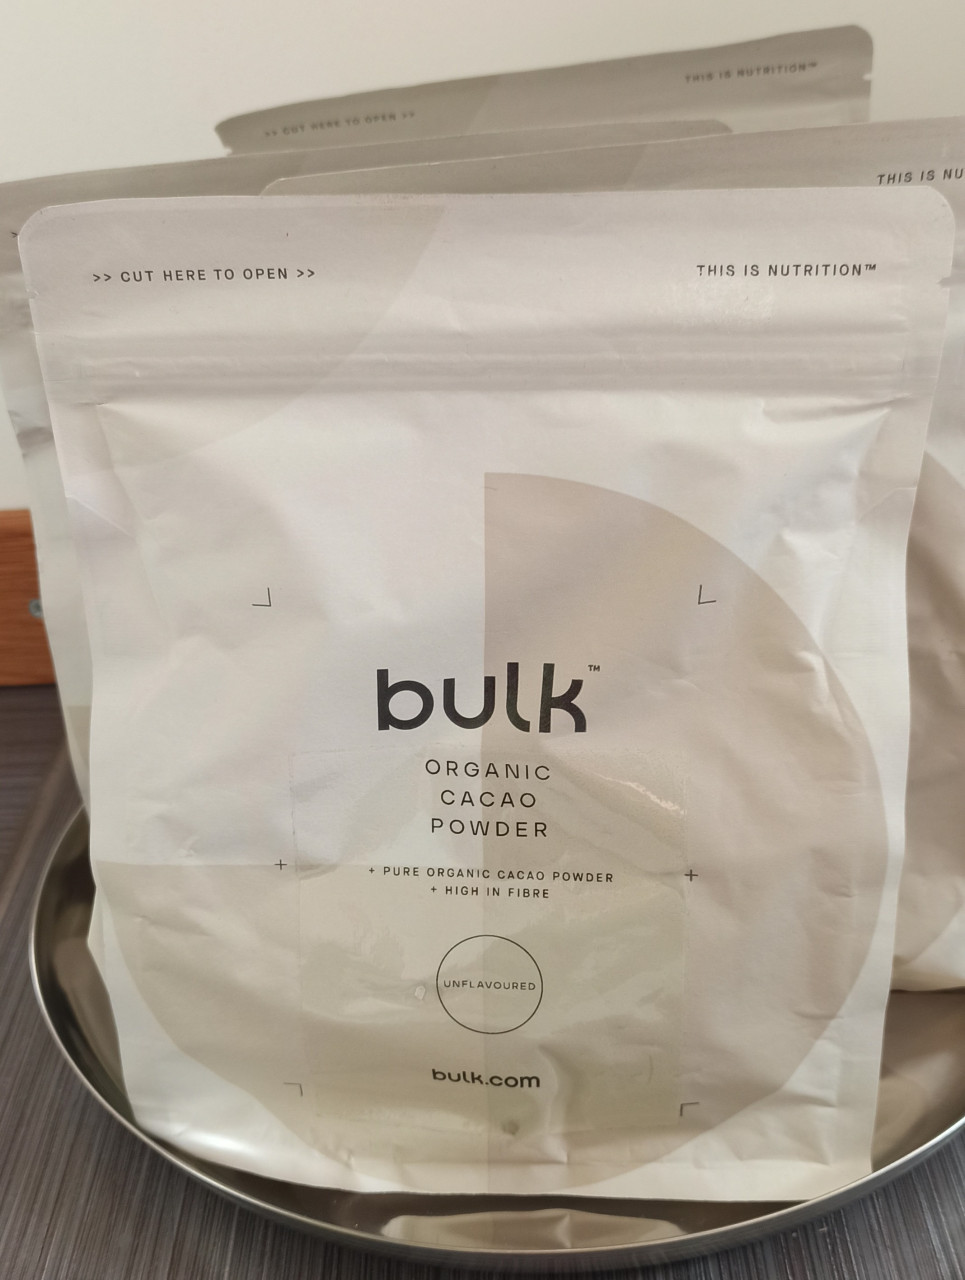 >> CUT HERE TO OPEN >>
THIS IS NUTRITION™
THIS IS NU
>> CUT HERE TO OPEN >>
THIS IS NUTRITION™
bulk™
ORGANIC
CACAO
POWDER
+ PURE ORGANIC CACAO POWDER
+ HIGH IN FIBRE
UNFLAVOURED
bulk.com